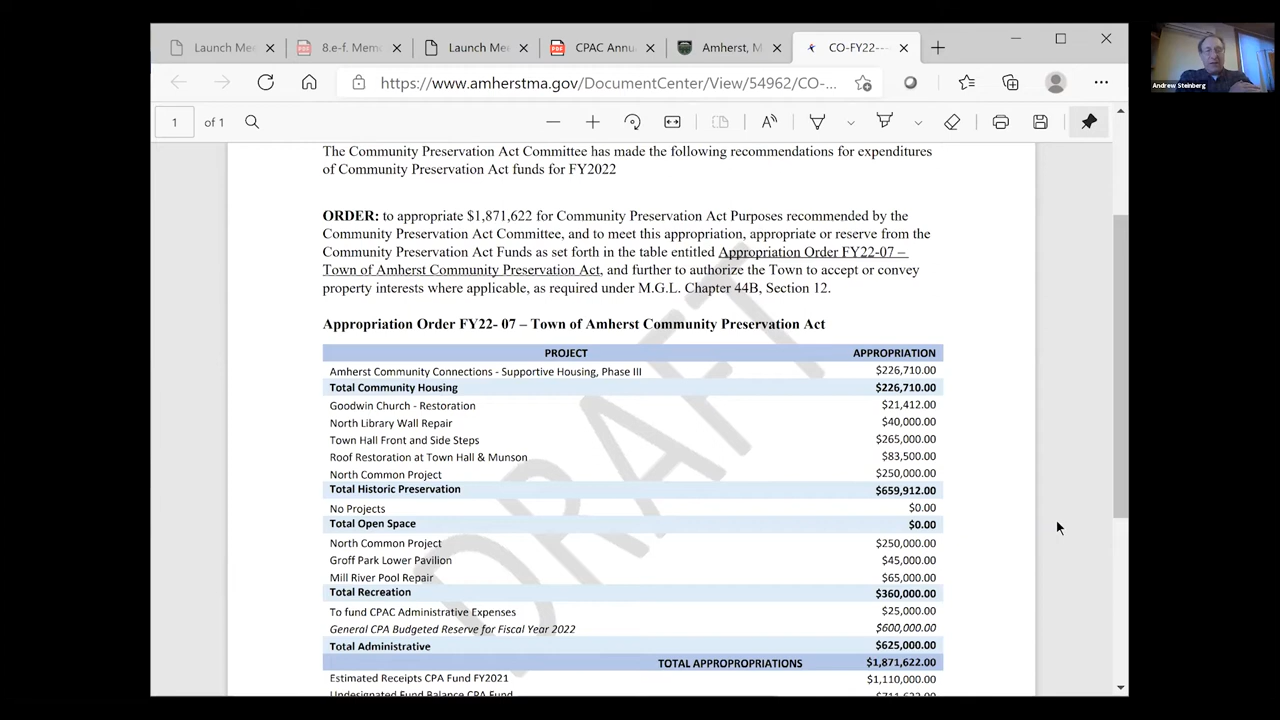 Launch Mee
8.e-f. Memo
Launch Mee
CPAC Annu
Amherst, M
CO-FY22---
https://www.amherstma.gov/DocumentCenter/View/54962/CO-...
Andrew Steinberg
1 of 1
The Community Preservation Act Committee has made the following recommendations for expenditures
of Community Preservation Act funds for FY2022
ORDER: to appropriate $1,871,622 for Community Preservation Act Purposes recommended by the
Community Preservation Act Committee, and to meet this appropriation, appropriate or reserve from the
Community Preservation Act Funds as set forth in the table entitled Appropriation Order FY22-07 –
Town of Amherst Community Preservation Act, and further to authorize the Town to accept or convey
property interests where applicable, as required under M.G.L. Chapter 44B, Section 12.
Appropriation Order FY22- 07 – Town of Amherst Community Preservation Act
PROJECT APPROPRIATION
Amherst Community Connections - Supportive Housing, Phase III $226,710.00
Total Community Housing $226,710.00
Goodwin Church - Restoration $21,412.00
North Library Wall Repair $40,000.00
Town Hall Front and Side Steps $265,000.00
Roof Restoration at Town Hall & Munson $83,500.00
North Common Project $250,000.00
Total Historic Preservation $659,912.00
No Projects $0.00
Total Open Space $0.00
North Common Project $250,000.00
Groff Park Lower Pavilion $45,000.00
Mill River Pool Repair $65,000.00
Total Recreation $360,000.00
To fund CPAC Administrative Expenses $25,000.00
General CPA Budgeted Reserve for Fiscal Year 2022 $600,000.00
Total Administrative $625,000.00
TOTAL APPROPROPRIATIONS $1,871,622.00
Estimated Receipts CPA Fund FY2021 $1,110,000.00
Undesignated Fund Balance CPA Fund $711,622.00
DRAFT